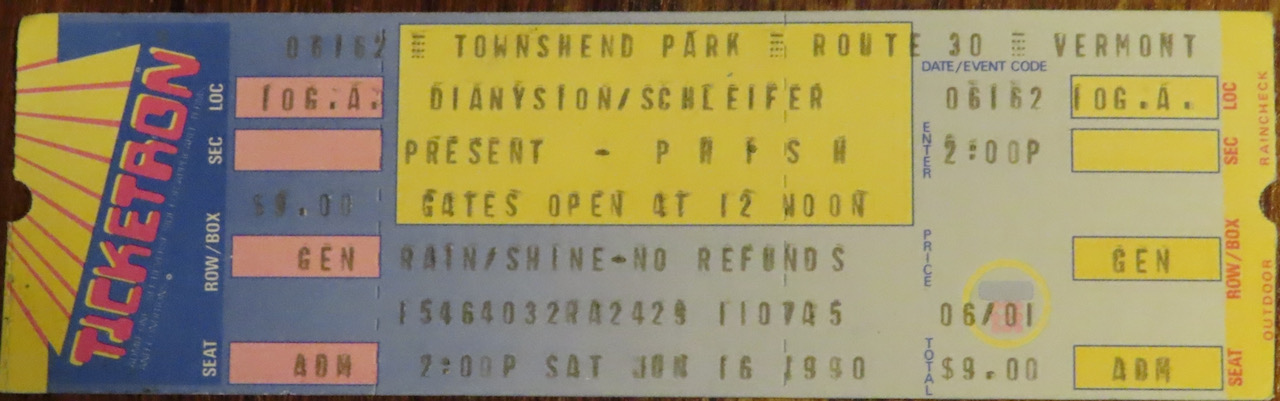 TICKETRON
06162 TOWNSHEND PARK ROUTE 30 VERMONT
DATE/EVENT CODE
LOC 10G.A. DIANYSION/SCHLEIFER 06162 10G.A. LOC
SEC PRESENT - P H F S H ENTER 2:00P SEC
$9.00 GATES OPEN AT 12 NOON
ROW/BOX GEN RAIN/SHINE-NO REFUNDS PRICE GEN ROW/BOX
15464032RA2429 110745 06/01
SEAT ADM 2:00P SAT JUN 16 1990 TOTAL $9.00 ADM SEAT
RAINCHECK
OUTDOOR